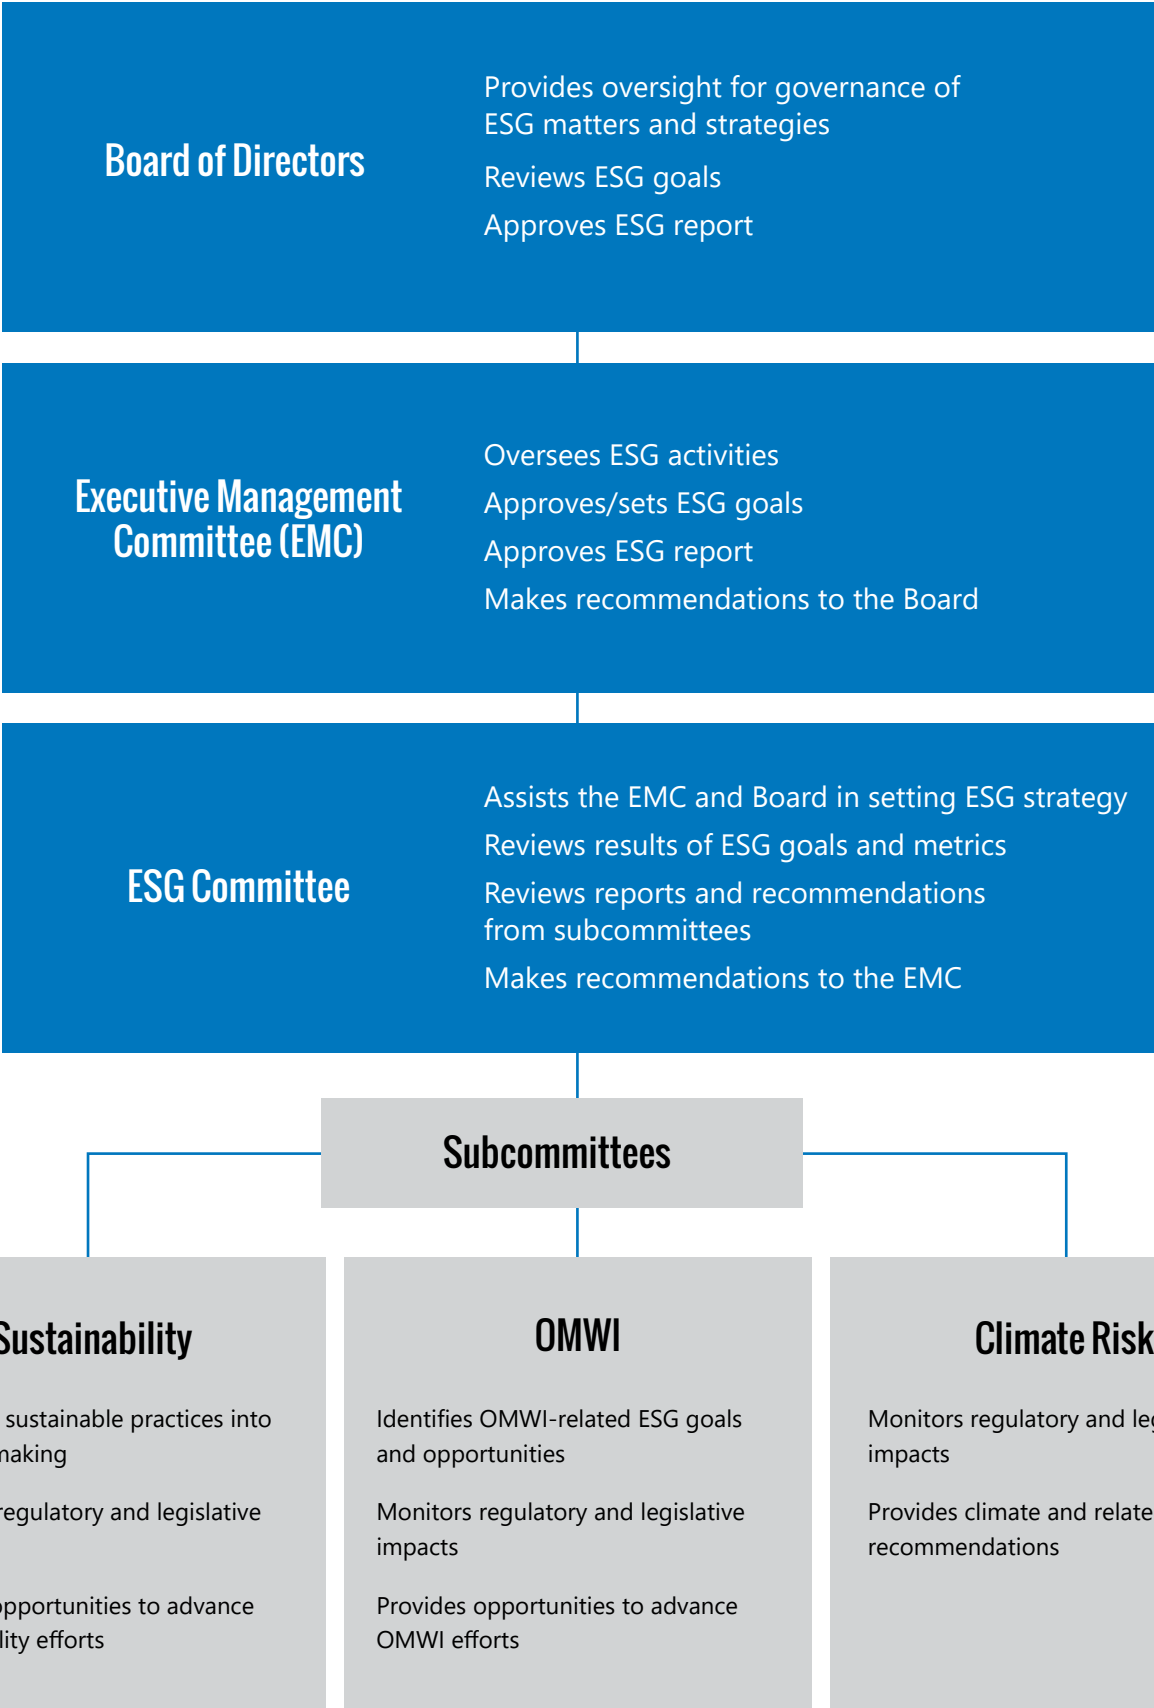 Board of Directors
Provides oversight for governance of
ESG matters and strategies
Reviews ESG goals
Approves ESG report
Executive Management
Committee (EMC)
Oversees ESG activities
Approves/sets ESG goals
Approves ESG report
Makes recommendations to the Board
ESG Committee
Assists the EMC and Board in setting ESG strategy
Reviews results of ESG goals and metrics
Reviews reports and recommendations
from subcommittees
Makes recommendations to the EMC
Subcommittees
Sustainability
sustainable practices into
making
regulatory and legislative
opportunities to advance
efforts
OMWI
Identifies OMWI-related ESG goals
and opportunities
Monitors regulatory and legislative
impacts
Provides opportunities to advance
OMWI efforts
Climate Risk
Monitors regulatory and
impacts
Provides climate and
recommendations